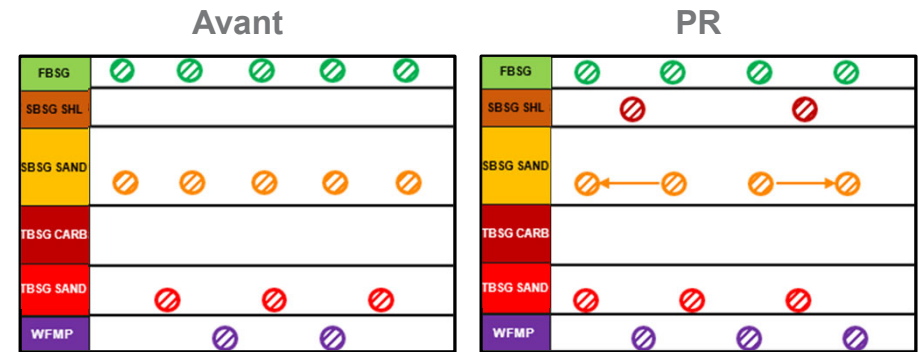 Avant
FBSG
SBSG SHL
SBSG SAND
TBSG CARB
TBSG SAND
WFMP
PR
FBSG
SBSG SHL
SBSG SAND
TBSG CARB
TBSG SAND
WFMP